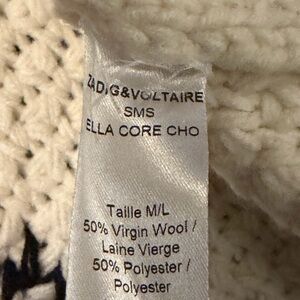 ZADIG&VOLTAIRE
SMS
ELLA CORE CHO
Taille M/L
50% Virgin Wool /
Laine Vierge
50% Polyester /
Polyester